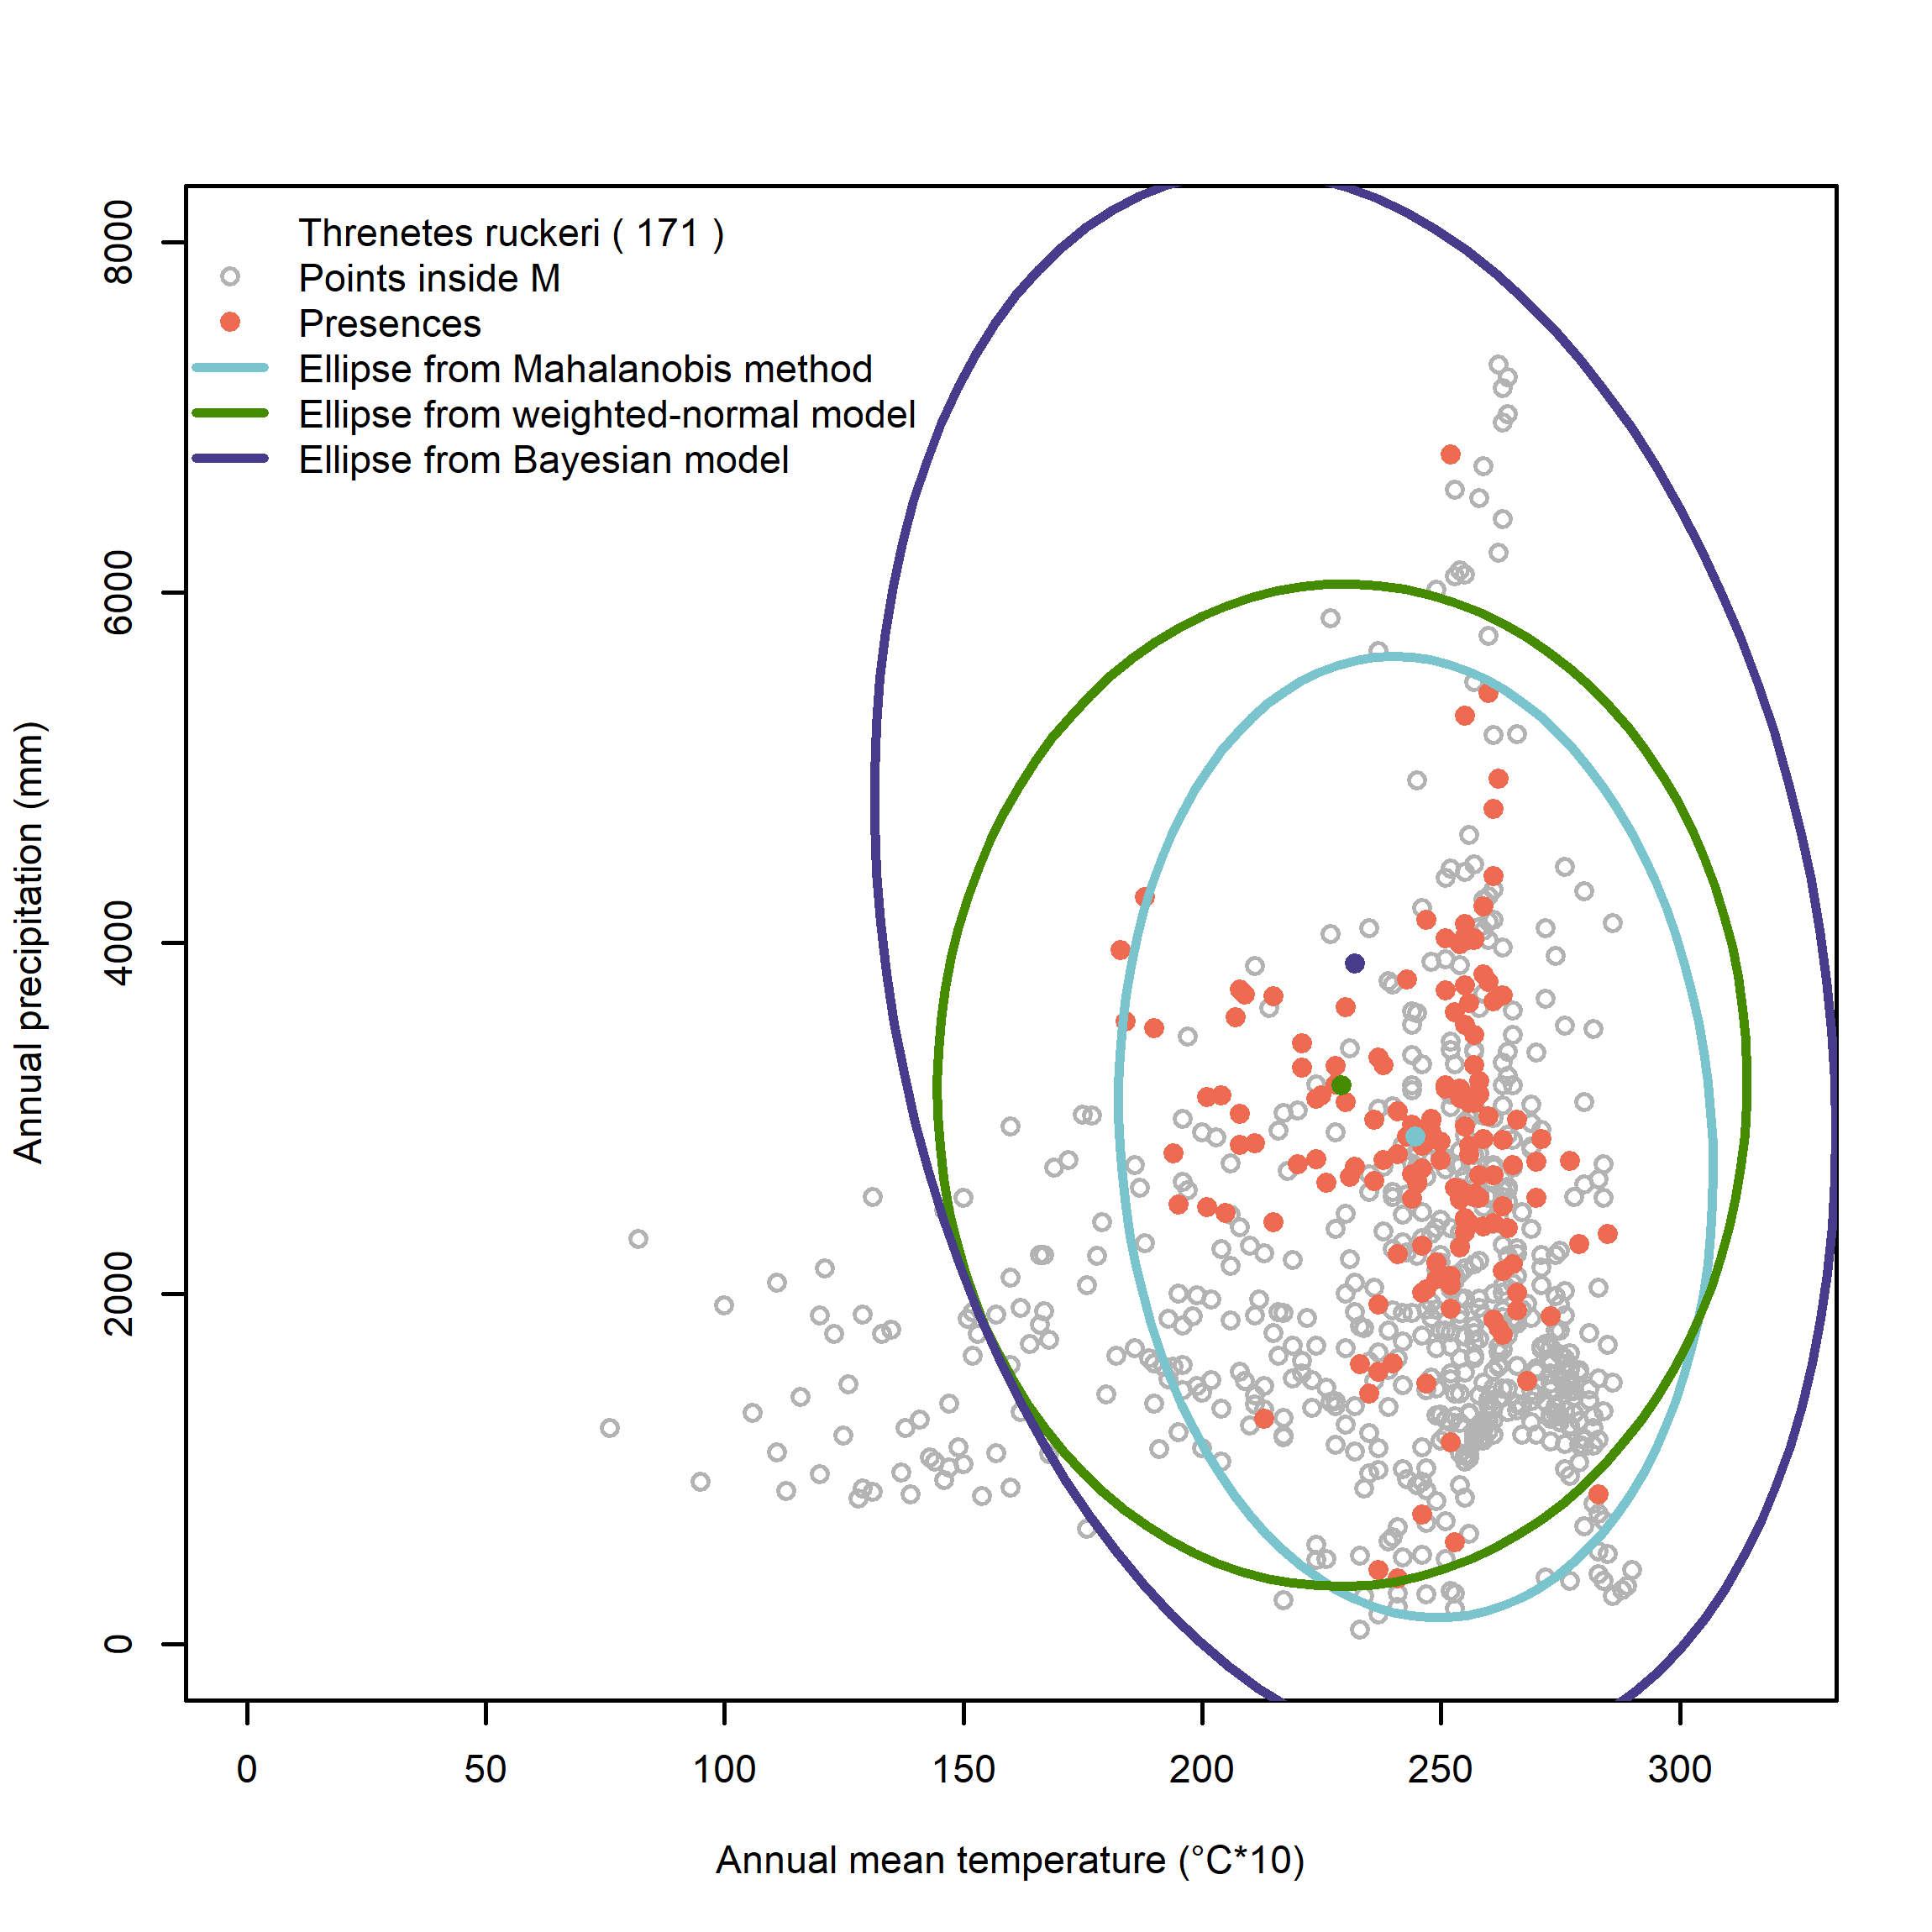 Threnetes ruckeri ( 171 )
Points inside M
Presences
Ellipse from Mahalanobis method
Ellipse from weighted-normal model
Ellipse from Bayesian model
8000
6000
4000
2000
0
Annual precipitation (mm)
0 50 100 150 200 250 300
Annual mean temperature (°C*10)